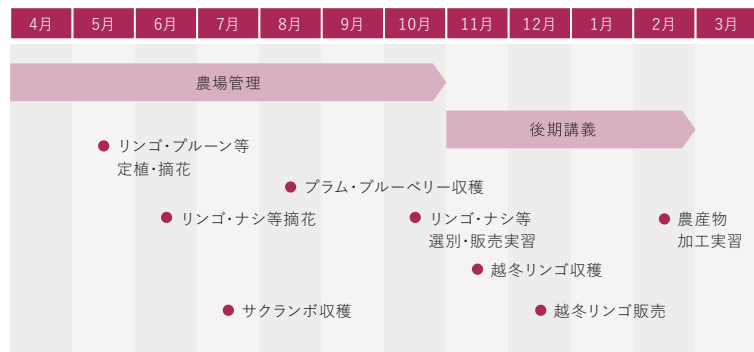 4月 5月 6月 7月 8月 9月 10月 11月 12月 1月 2月 3月
農場管理
後期講義
リンゴ・プルーン等
定植・摘花
プラム・ブルーベリー収穫
リンゴ・ナシ等摘花
リンゴ・ナシ等
選別・販売実習
農産物
加工実習
越冬リンゴ収穫
サクランボ収穫
越冬リンゴ販売